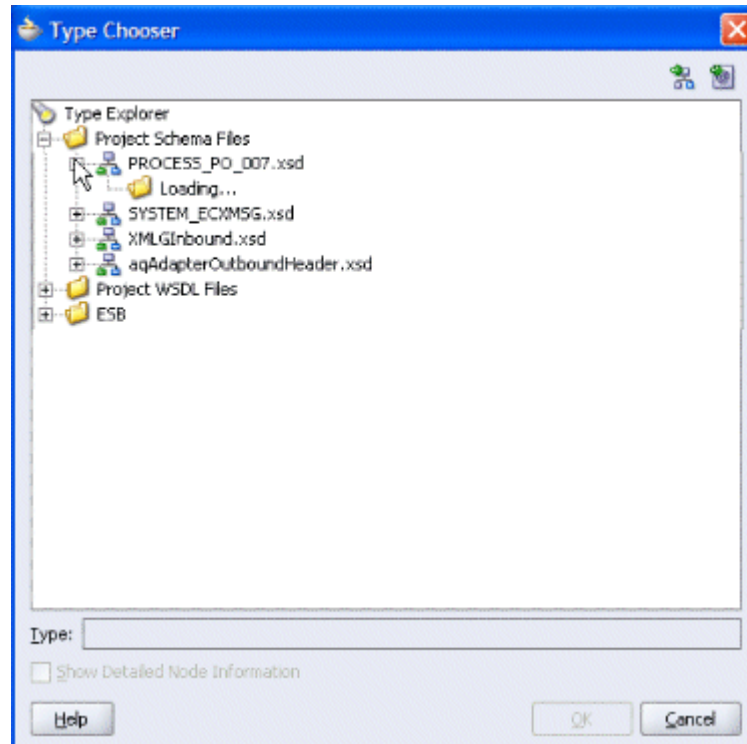 Type Chooser
Type Explorer
Project Schema Files
PROCESS_PO_007.xsd
Loading...
SYSTEM_ECXMSG.xsd
XMLGInbound.xsd
aqAdapterOutboundHeader.xsd
Project WSDL Files
ESB
Type:
Show Detailed Node Information
Help OK Cancel